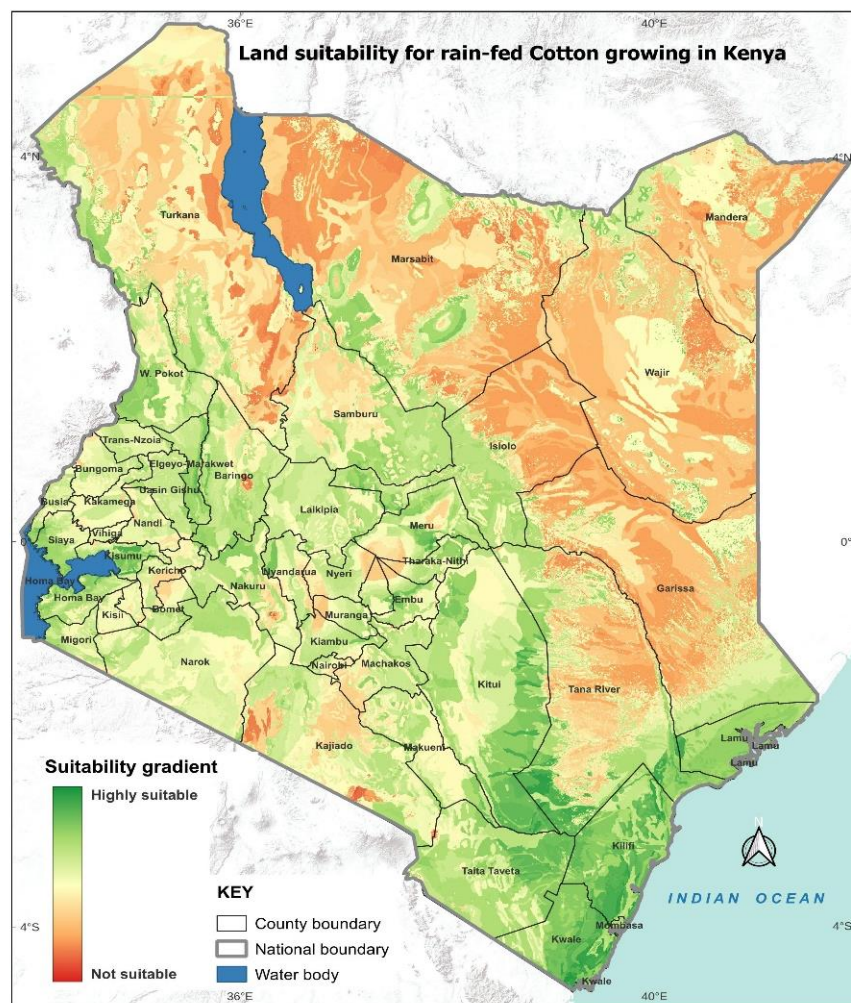 36°E
40°E
Land suitability for rain-fed Cotton growing in Kenya
4°N
4°N
Mandera
Turkana
Marsabit
Wajir
W. Pokot
Samburu
Trans-Nzoia
Isiolo
Elgeyo-Marakwet
Bungoma
Baringo
Uasin Gishu
Busia
Kakamega
Laikipia
Nandi
Meru
Vihiga
Siaya
0°
0°
Kisumu
Tharaka-Nithi
Kericho
Nyandarua
Nyeri
Homa Bay
Nakuru
Garissa
Homa Bay
Embu
Bomet
Kisii
Muranga
Migori
Kiambu
Narok
Nairobi
Machakos
Kitui
Tana River
Kajiado
Makueni
Lamu
Lamu
Lamu
Suitability gradient
Highly suitable
Not suitable
Kilifi
Taita Taveta
N
INDIAN OCEAN
KEY
County boundary
National boundary
Water body
Mombasa
4°S
4°S
Kwale
Kwale
36°E
40°E